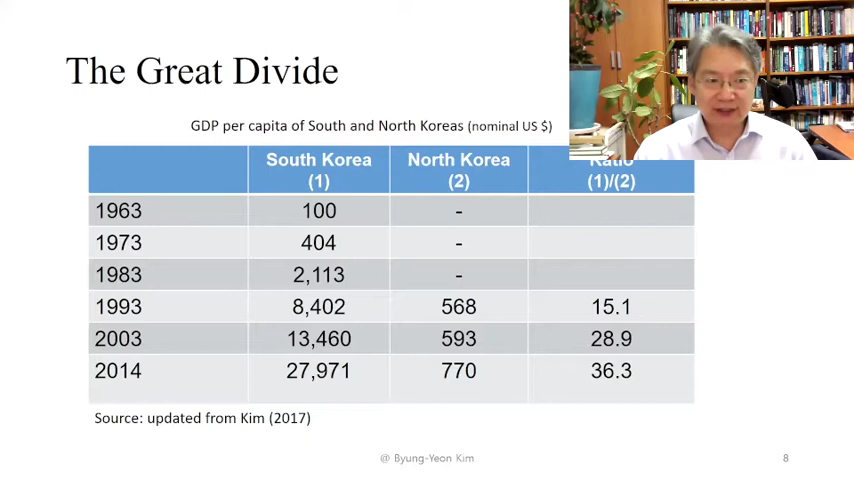 The Great Divide
GDP per capita of South and North Koreas (nominal US $)
South Korea (1) North Korea (2) Ratio (1)/(2)
1963 100 -
1973 404 -
1983 2,113 -
1993 8,402 568 15.1
2003 13,460 593 28.9
2014 27,971 770 36.3
Source: updated from Kim (2017)
@ Byung-Yeon Kim 8